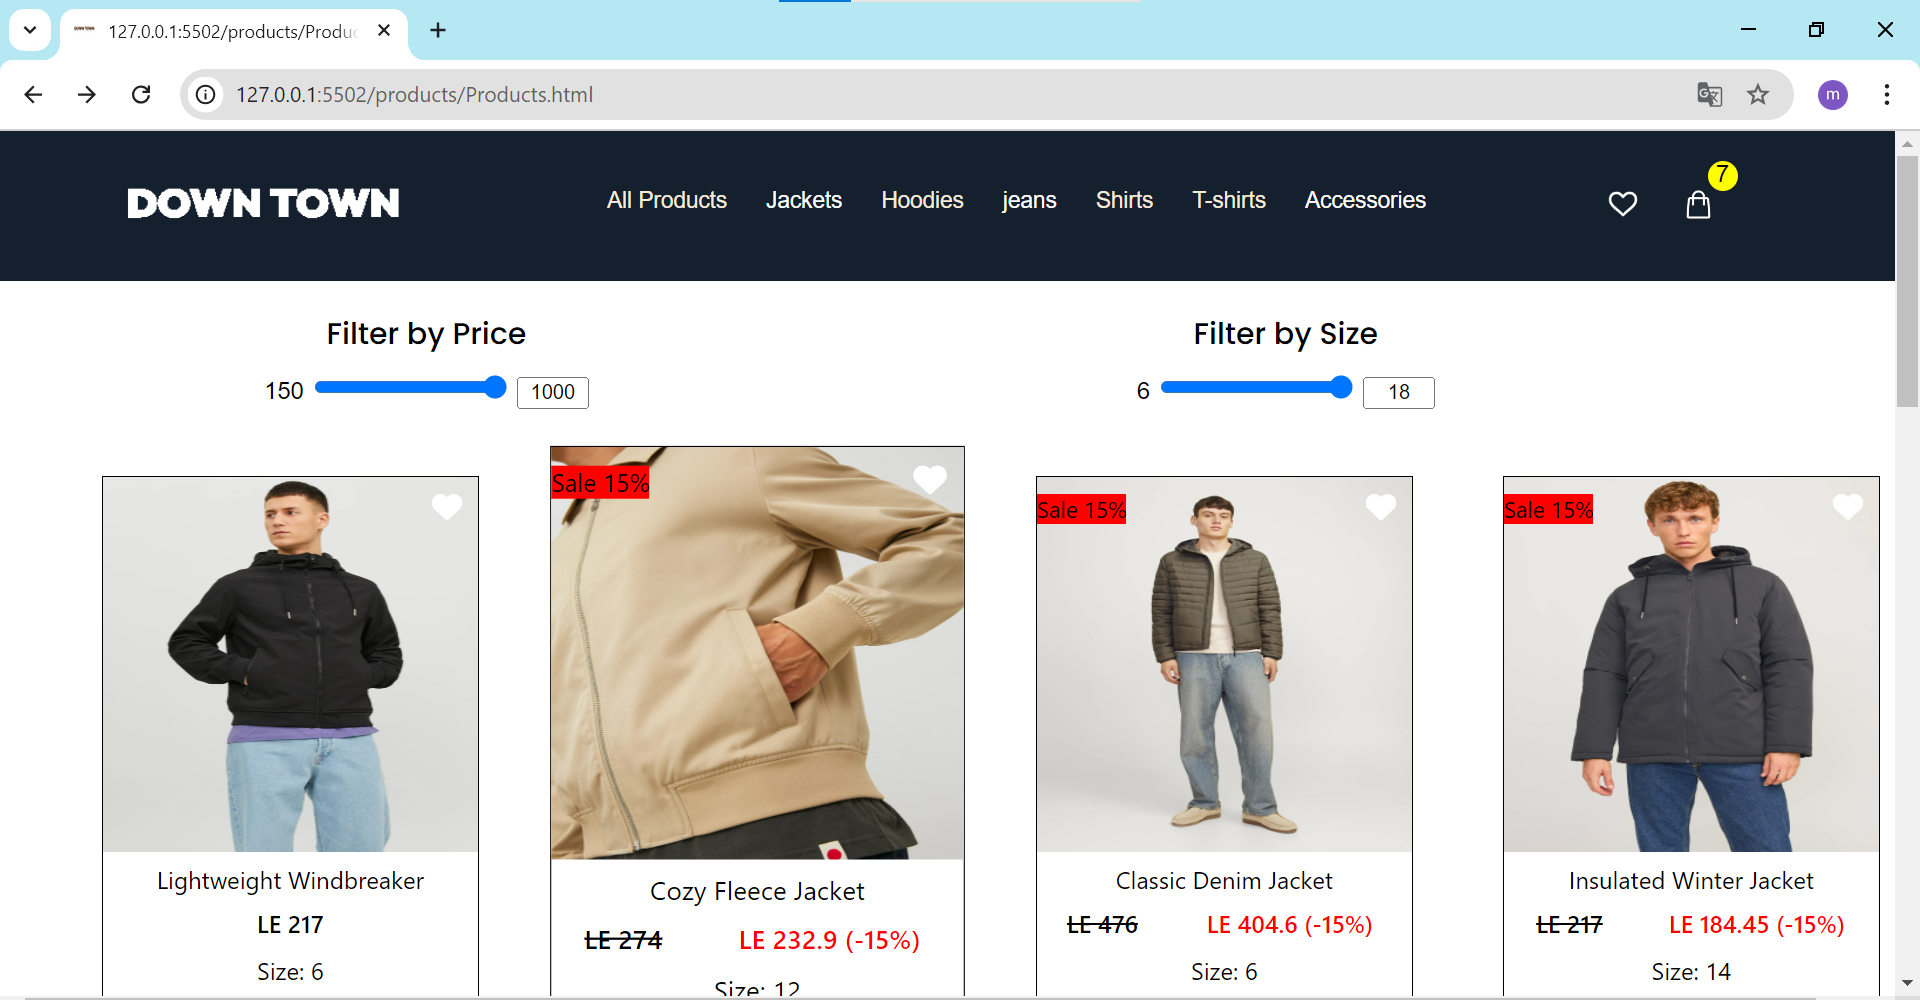 DOWN TOWN
127.0.0.1:5502/products/Produc
127.0.0.1:5502/products/Products.html
m
DOWN TOWN
All Products
Jackets
Hoodies
jeans
Shirts
T-shirts
Accessories
7
Filter by Price
150
1000
Filter by Size
6
18
Sale 15%
Sale 15%
Sale 15%
Lightweight Windbreaker
LE 217
Size: 6
Cozy Fleece Jacket
LE 274
LE 232.9 (-15%)
Size: 12
Classic Denim Jacket
LE 476
LE 404.6 (-15%)
Size: 6
Insulated Winter Jacket
LE 217
LE 184.45 (-15%)
Size: 14